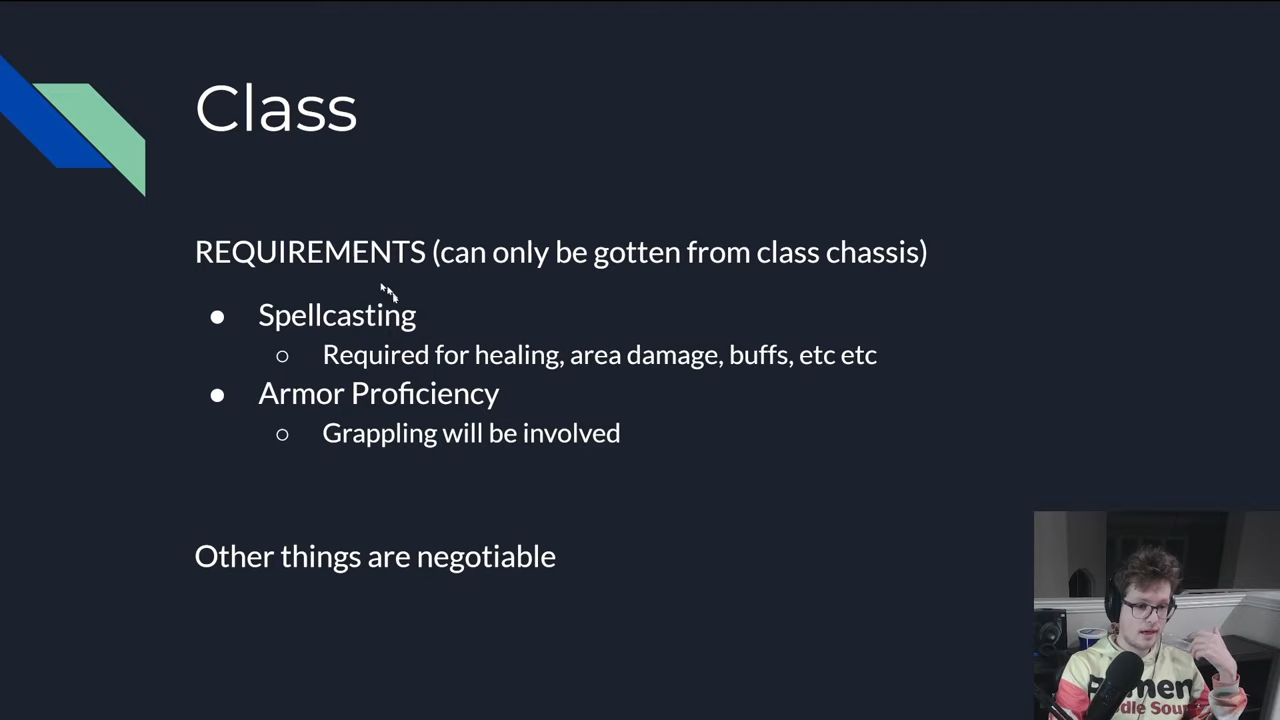 Class
REQUIREMENTS (can only be gotten from class chassis)
● Spellcasting
○ Required for healing, area damage, buffs, etc etc
● Armor Proficiency
○ Grappling will be involved
Other things are negotiable